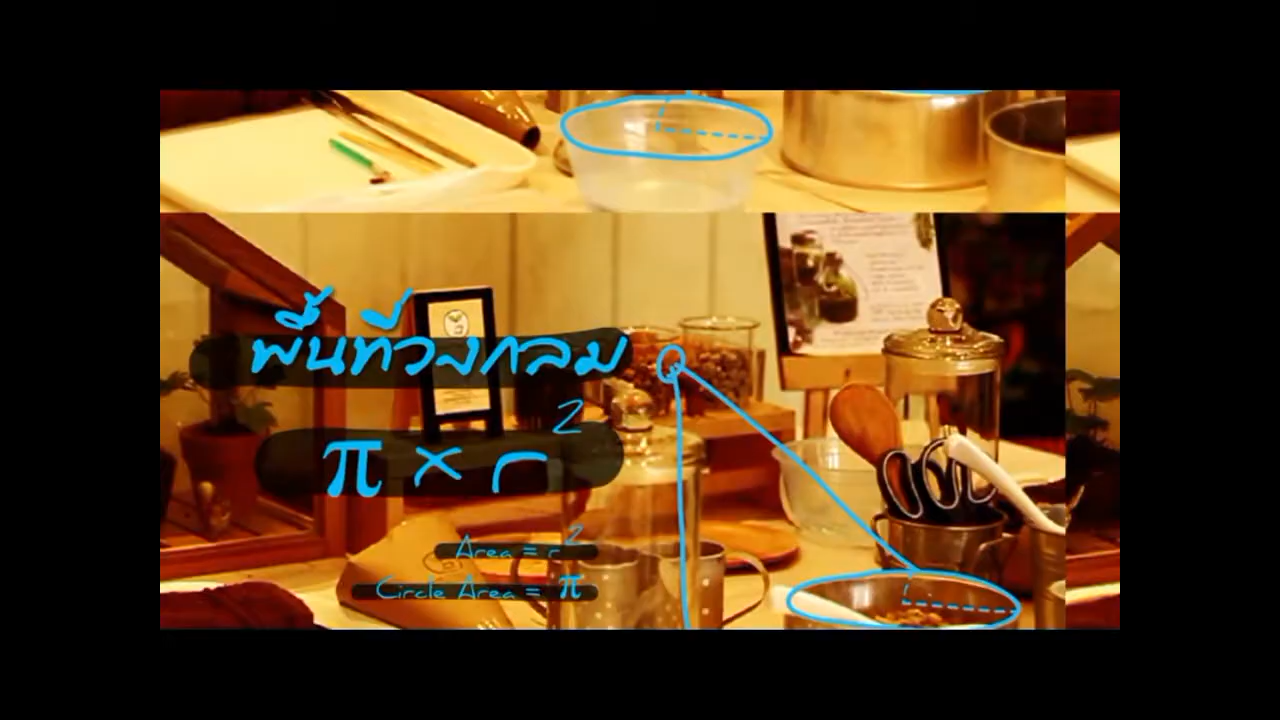 พื้นที่วงกลม
π × r²
Area = r²
Circle Area = π